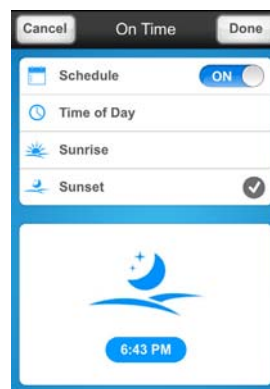 Cancel On Time Done
Schedule ON
Time of Day
Sunrise
Sunset
6:43 PM